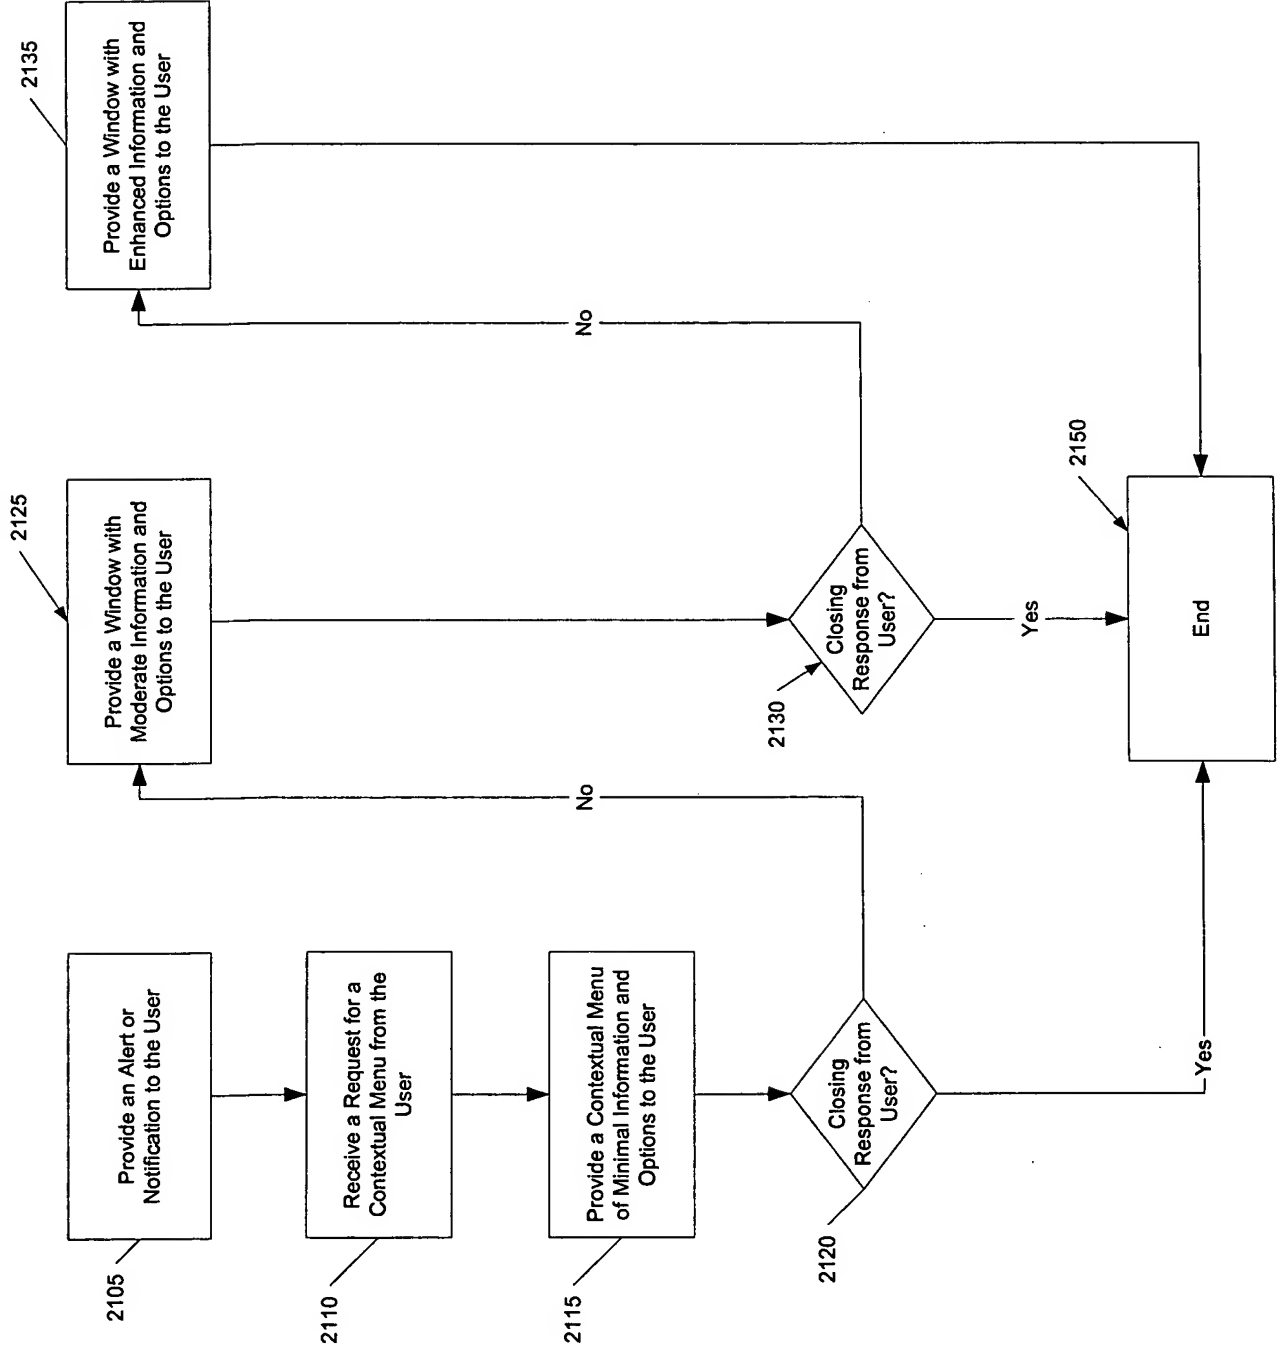 2105
Provide an Alert or
Notification to the User
2110
Receive a Request for a
Contextual Menu from the
User
2115
Provide a Contextual Menu
of Minimal Information and
Options to the User
2120
Closing
Response from
User?
No
Yes
2125
Provide a Window with
Moderate Information and
Options to the User
2130
Closing
Response from
User?
No
Yes
2135
Provide a Window with
Enhanced Information and
Options to the User
2150
End